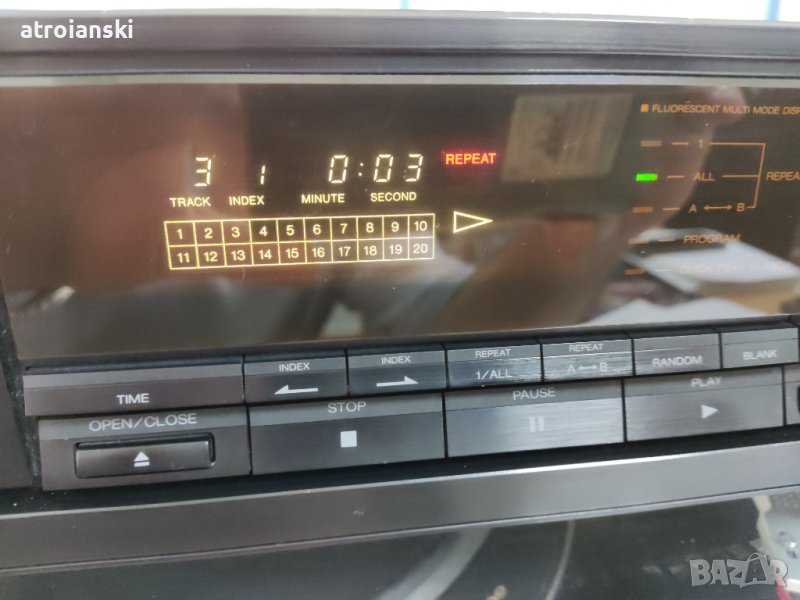 atroianski
FLUORESCENT MULTI MODE DISP
3 1 0:03 REPEAT
TRACK INDEX MINUTE SECOND
1 2 3 4 5 6 7 8 9 10
11 12 13 14 15 16 17 18 19 20
1
ALL REPEA
A ⟷ B
PROGRAM
TIME
INDEX
INDEX
REPEAT
1/ALL
REPEAT
A ⟷ B
RANDOM
BLANK
OPEN/CLOSE
STOP
PAUSE
PLAY
BAZAR